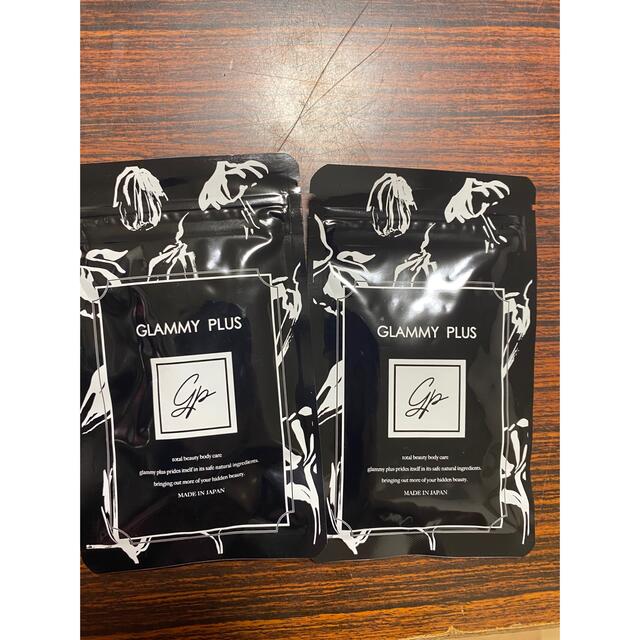 GLAMMY PLUS
Gp
total beauty body care
glammy plus prides itself in its safe natural ingredients.
bringing out more of your hidden beauty.
MADE IN JAPAN
GLAMMY PLUS
Gp
total beauty body care
glammy plus prides itself in its safe natural ingredients.
bringing out more of your hidden beauty.
MADE IN JAPAN